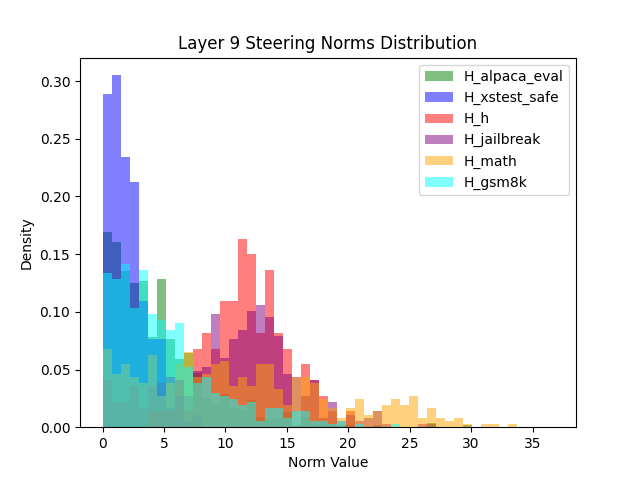 Layer 9 Steering Norms Distribution
H_alpaca_eval
H_xstest_safe
H_h
H_jailbreak
H_math
H_gsm8k
0.30
0.25
0.20
0.15
0.10
0.05
0.00
Density
0 5 10 15 20 25 30 35
Norm Value